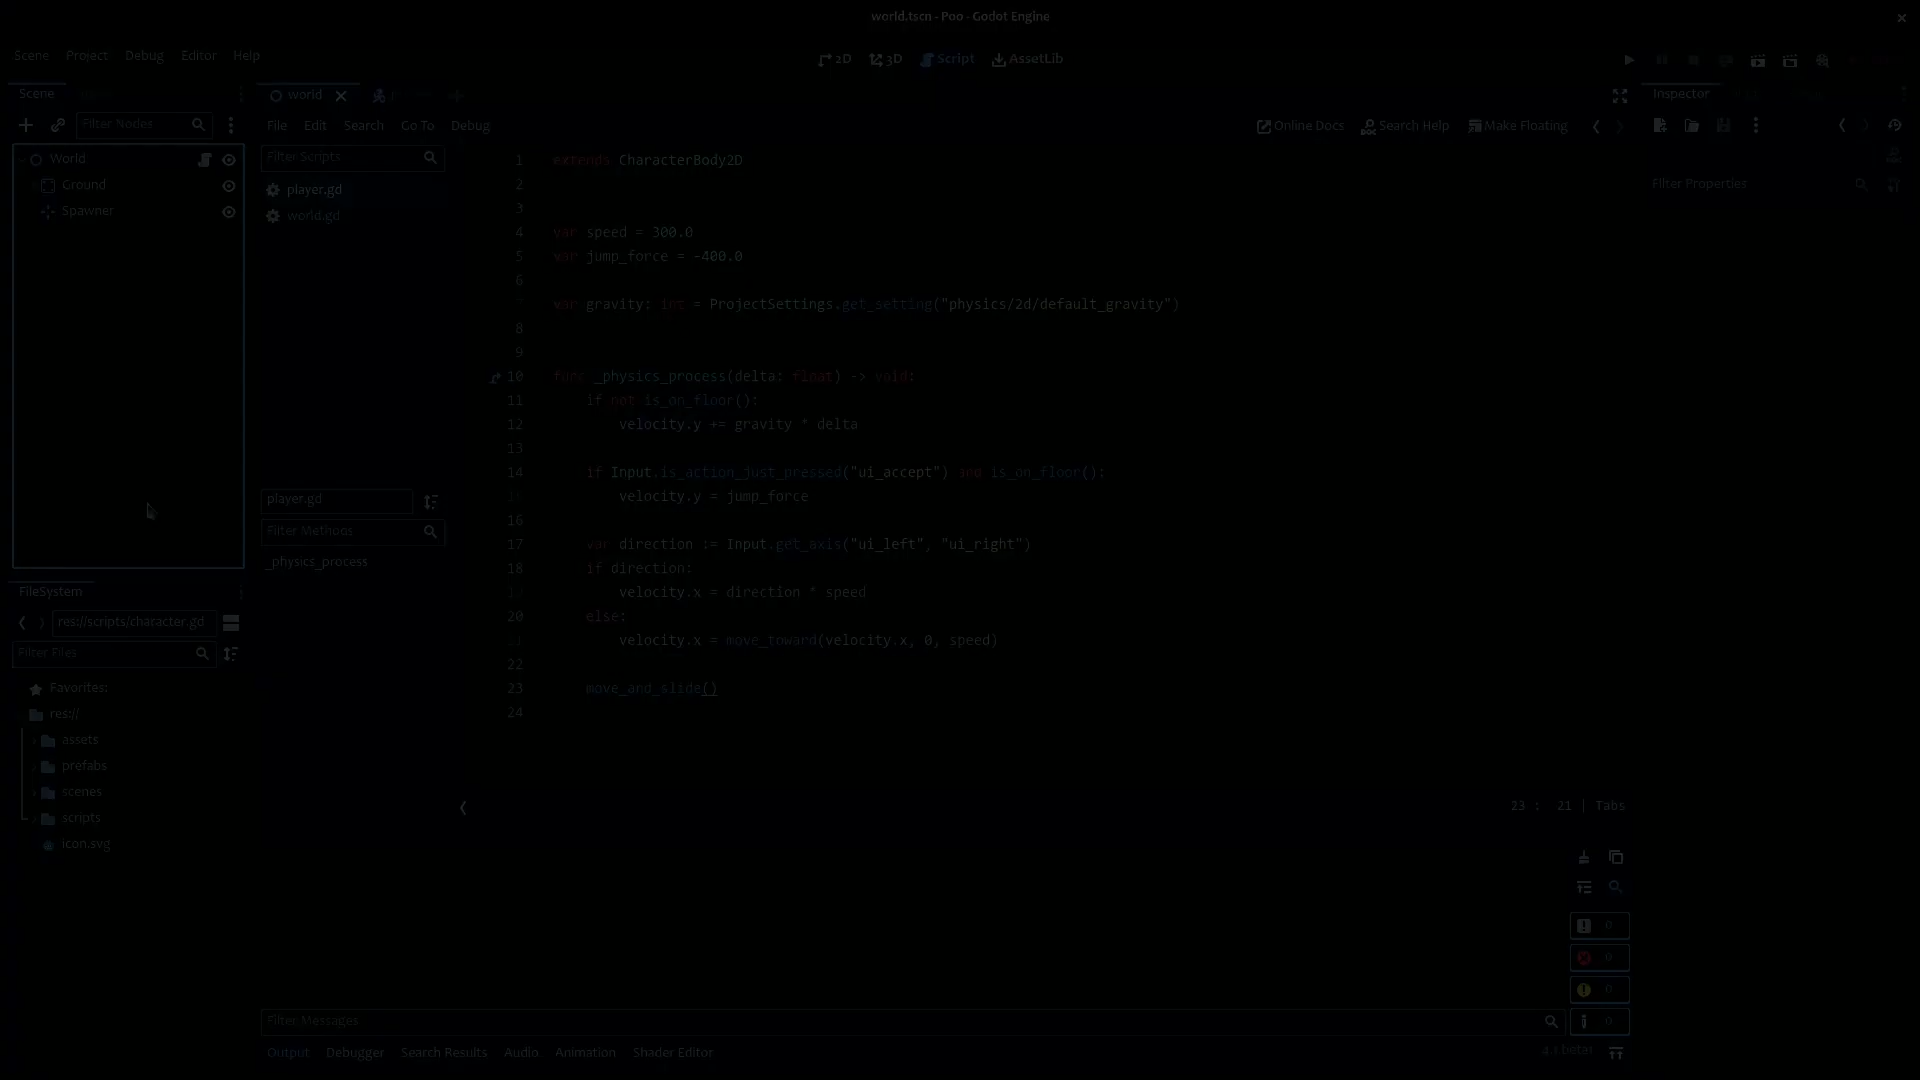 world.tscn - Poo - Godot Engine
Scene Project Debug Editor Help
2D 3D Script AssetLib
Scene
world
Inspector
Filter Nodes
File Edit Search Go To Debug
Online Docs Search Help Make Floating
World
Ground
Spawner
Filter Scripts
player.gd
world.gd
Filter Properties
1 extends CharacterBody2D
2
3
4 var speed = 300.0
5 var jump_force = -400.0
6
var gravity: int = ProjectSettings.get_setting("physics/2d/default_gravity")
8
9
10 func _physics_process(delta: float) -> void:
11 if not is_on_floor():
12 velocity.y += gravity * delta
13
14 if Input.is_action_just_pressed("ui_accept") and is_on_floor():
velocity.y = jump_force
16
17 var direction := Input.get_axis("ui_left", "ui_right")
18 if direction:
velocity.x = direction * speed
20 else:
21 velocity.x = move_toward(velocity.x, 0, speed)
22
23 move_and_slide()
24
player.gd
Filter Methods
_physics_process
FileSystem
res://scripts/character.gd
Filter Files
Favorites:
res://
assets
prefabs
scenes
scripts
icon.svg
23 : 21 | Tabs
0
0
0
0
Filter Messages
Output Debugger Search Results Audio Animation Shader Editor